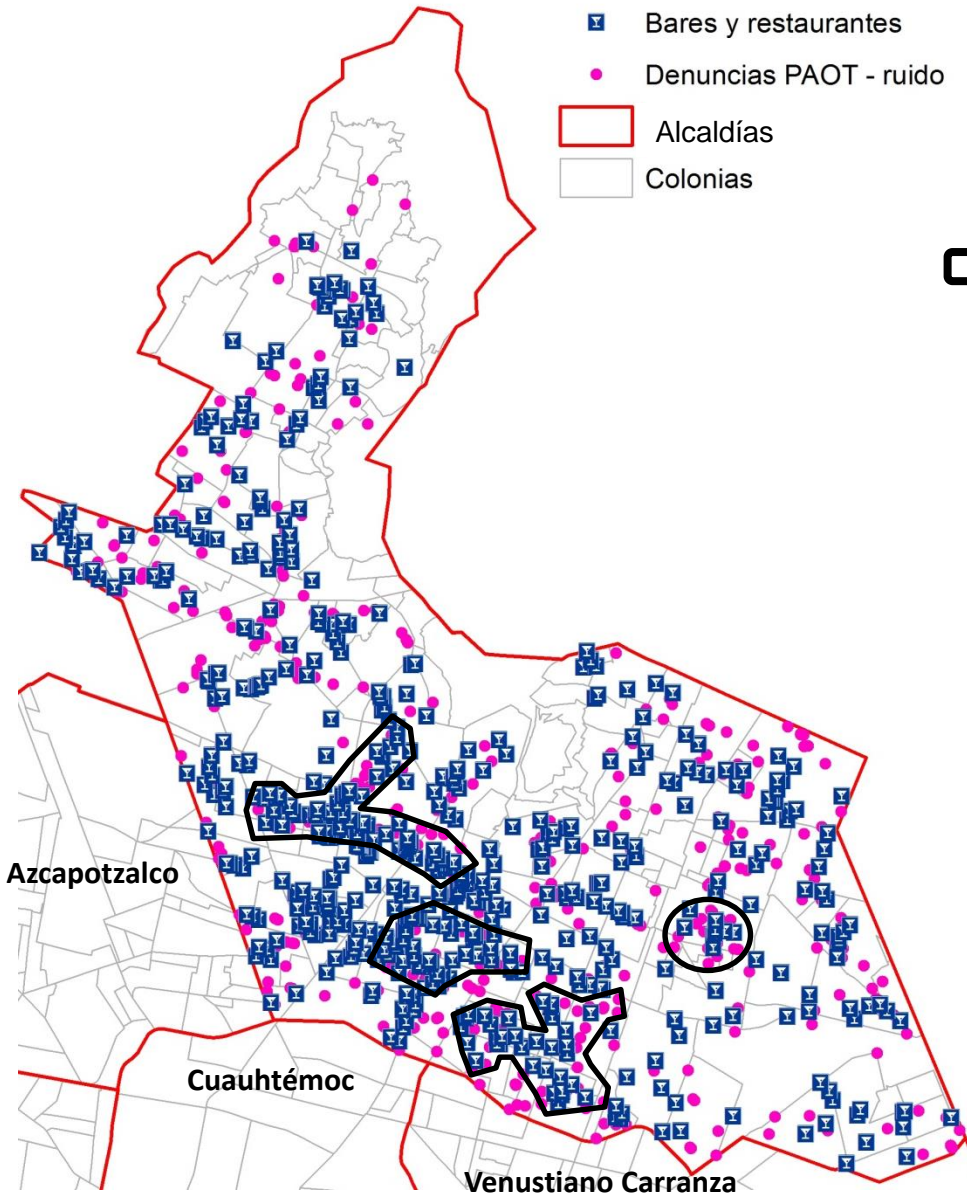 Bares y restaurantes
Denuncias PAOT - ruido
Alcaldías
Colonias
Azcapotzalco
Cuauhtémoc
Venustiano Carranza